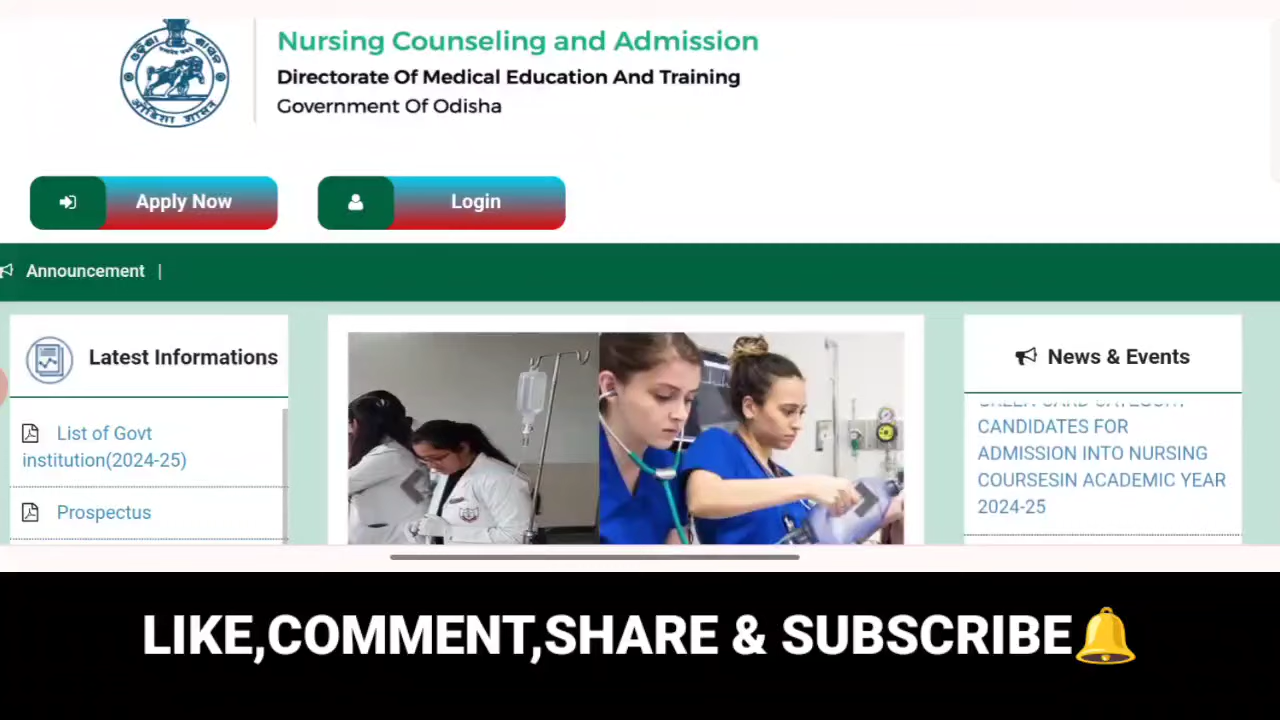 Nursing Counseling and Admission
Directorate Of Medical Education And Training
Government Of Odisha
Apply Now
Login
Announcement |
Latest Informations
List of Govt
institution(2024-25)
Prospectus
News & Events
CANDIDATES FOR
ADMISSION INTO NURSING
COURSESIN ACADEMIC YEAR
2024-25
LIKE,COMMENT,SHARE & SUBSCRIBE🔔